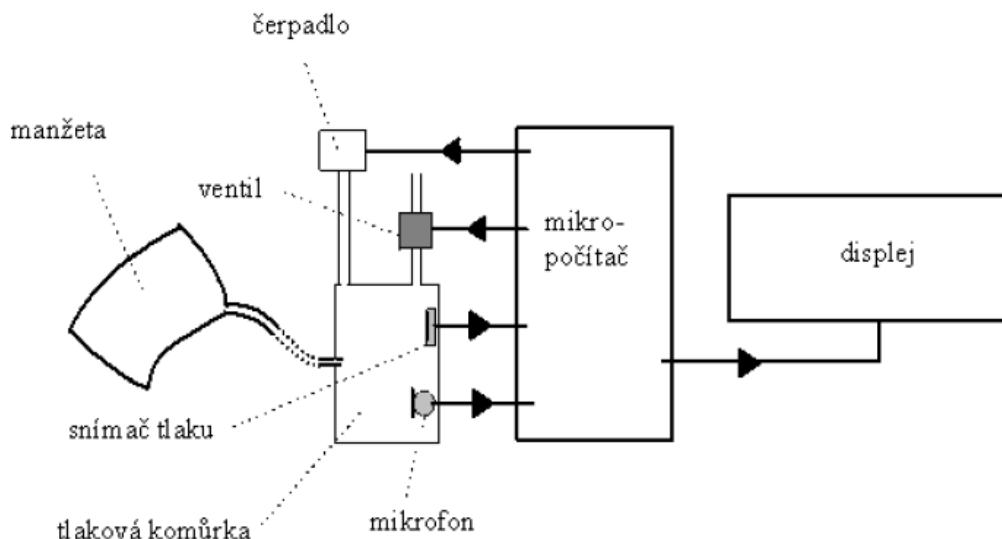 čerpadlo
manžeta
ventil
mikro-
počítač
displej
snímač tlaku
tlaková komůrka
mikrofon